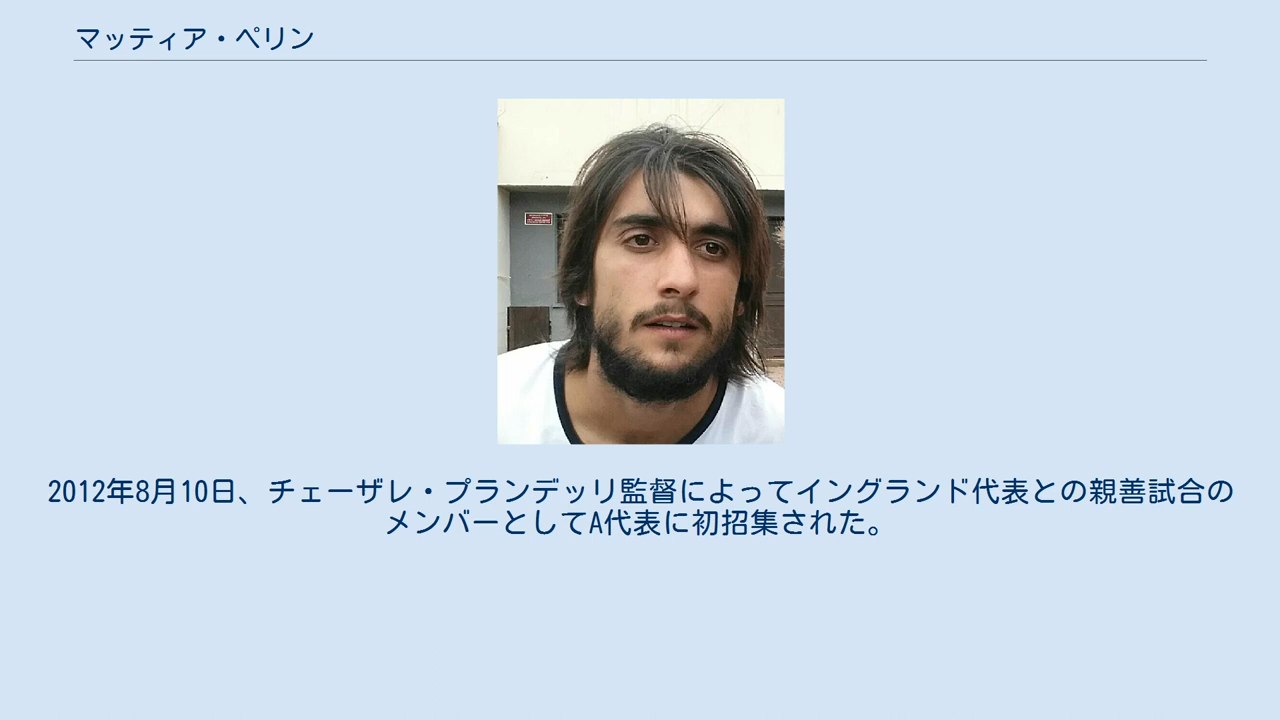 マッティア・ペリン
2012年8月10日、チェーザレ・プランデッリ監督によってイングランド代表との親善試合の
メンバーとしてA代表に初招集された。